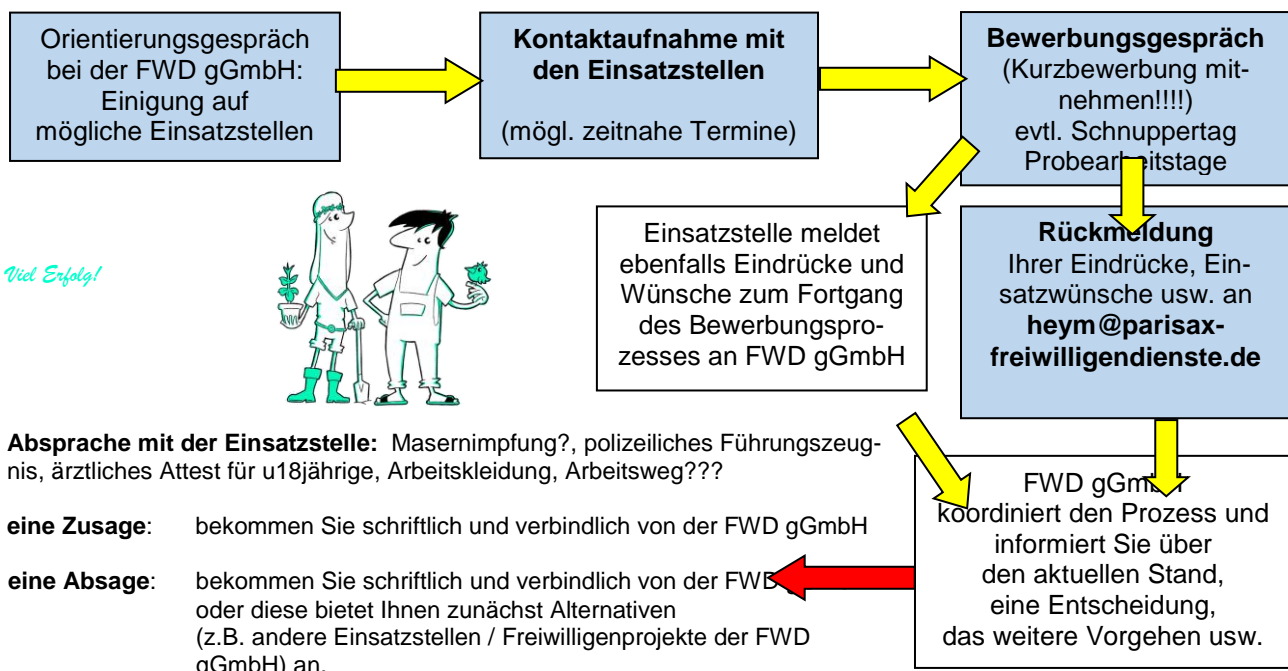 Orientierungsgespräch
bei der FWD gGmbH:
Einigung auf
mögliche Einsatzstellen
Kontaktaufnahme mit
den Einsatzstellen
(mögl. zeitnahe Termine)
Bewerbungsgespräch
(Kurzbewerbung mit-
nehmen!!!!)
evtl. Schnuppertag
Probearbeitstage
Viel Erfolg!
Einsatzstelle meldet
ebenfalls Eindrücke und
Wünsche zum Fortgang
des Bewerbungspro-
zesses an FWD gGmbH
Rückmeldung
Ihrer Eindrücke, Ein-
satzwünsche usw. an
heym@parisax-
freiwilligendienste.de
Absprache mit der Einsatzstelle: Masernimpfung?, polizeiliches Führungszeug-
nis, ärztliches Attest für u18jährige, Arbeitskleidung, Arbeitsweg???
eine Zusage: bekommen Sie schriftlich und verbindlich von der FWD gGmbH
eine Absage: bekommen Sie schriftlich und verbindlich von der FWD
oder diese bietet Ihnen zunächst Alternativen
(z.B. andere Einsatzstellen / Freiwilligenprojekte der FWD
gGmbH) an.
FWD gGmbH
koordiniert den Prozess und
informiert Sie über
den aktuellen Stand,
eine Entscheidung,
das weitere Vorgehen usw.